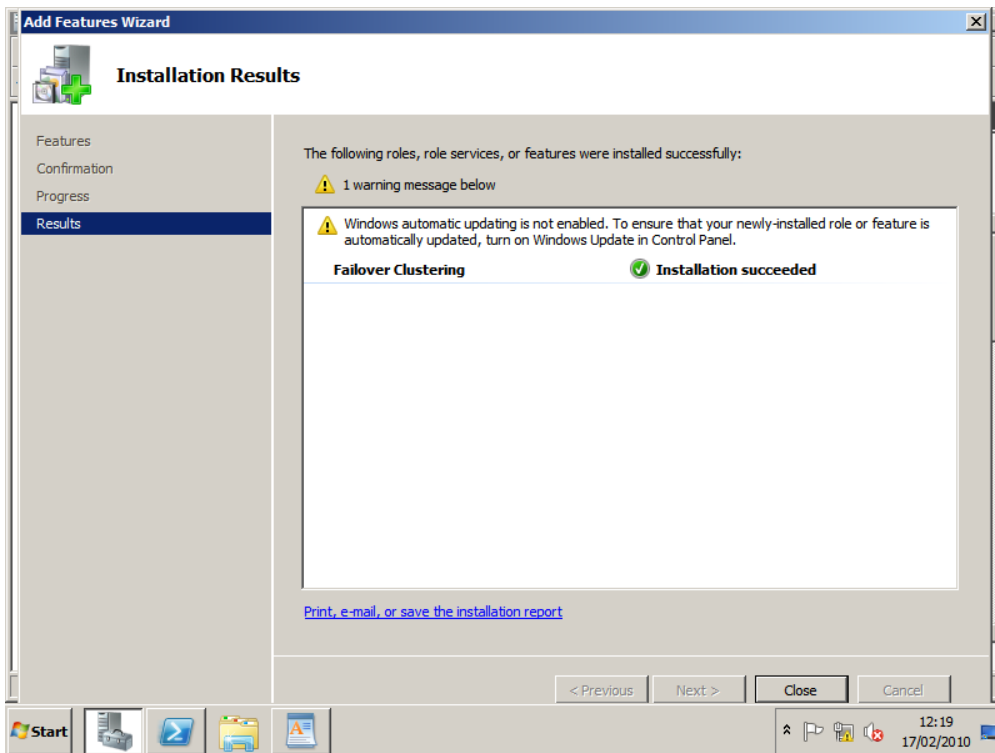 Add Features Wizard
Installation Results
Features
Confirmation
Progress
Results
The following roles, role services, or features were installed successfully:
1 warning message below
Windows automatic updating is not enabled. To ensure that your newly-installed role or feature is
automatically updated, turn on Windows Update in Control Panel.
Failover Clustering Installation succeeded
Print, e-mail, or save the installation report
< Previous Next > Close Cancel
Start
12:19
17/02/2010